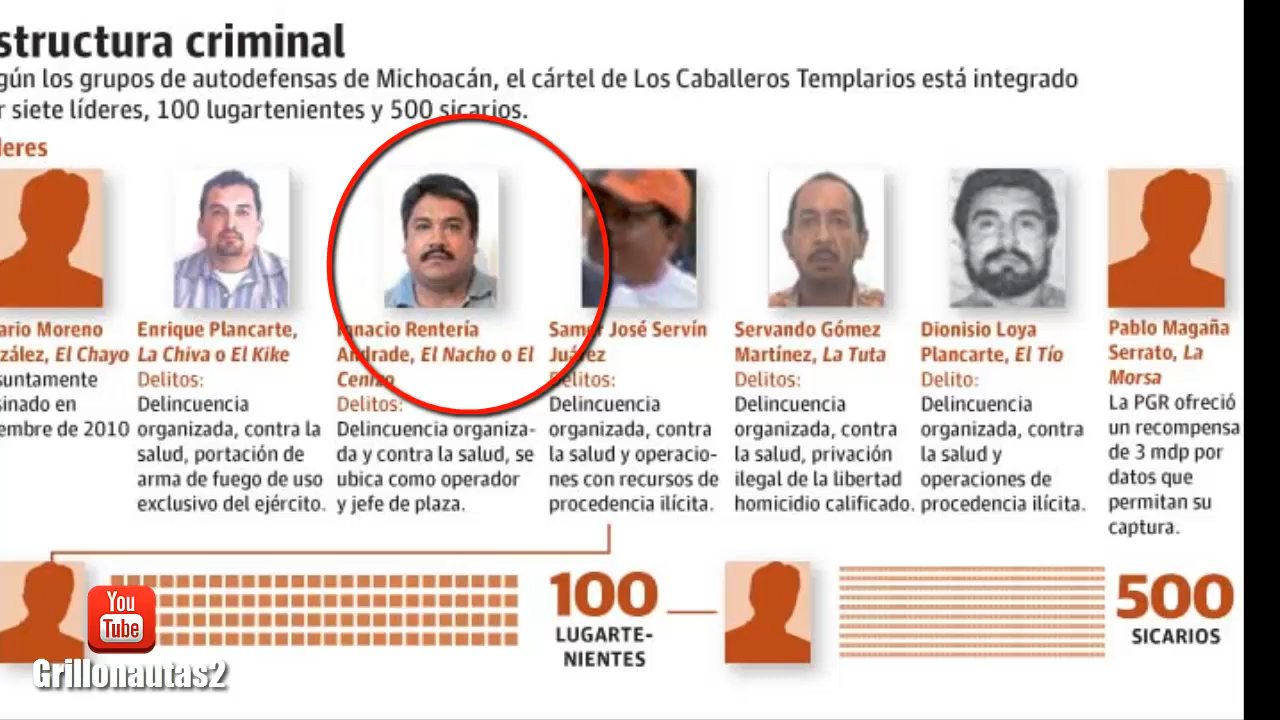 structura criminal
gún los grupos de autodefensas de Michoacán, el cártel de Los Caballeros Templarios está integrado
r siete líderes, 100 lugartenientes y 500 sicarios.
deres
ario Moreno
zález, El Chayo
suntamente
sinado en
embre de 2010
Enrique Plancarte,
La Chiva o El Kike
Delitos:
Delincuencia
organizada, contra la
salud, portación de
arma de fuego de uso
exclusivo del ejército.
Ignacio Rentería
Andrade, El Nacho o El
Cenizo
Delitos:
Delincuencia organiza-
da y contra la salud, se
ubica como operador
y jefe de plaza.
Samer José Servín
Juárez
Delitos:
Delincuencia
organizada, contra
la salud y operacio-
nes con recursos de
procedencia ilícita.
Servando Gómez
Martínez, La Tuta
Delitos:
Delincuencia
organizada, contra
la salud, privación
ilegal de la libertad
homicidio calificado.
Dionisio Loya
Plancarte, El Tío
Delito:
Delincuencia
organizada, contra
la salud y
operaciones de
procedencia ilícita.
Pablo Magaña
Serrato, La
Morsa
La PGR ofreció
un recompensa
de 3 mdp por
datos que
permitan su
captura.
100
LUGARTE-
NIENTES
500
SICARIOS
You
Tube
Grillonautas2